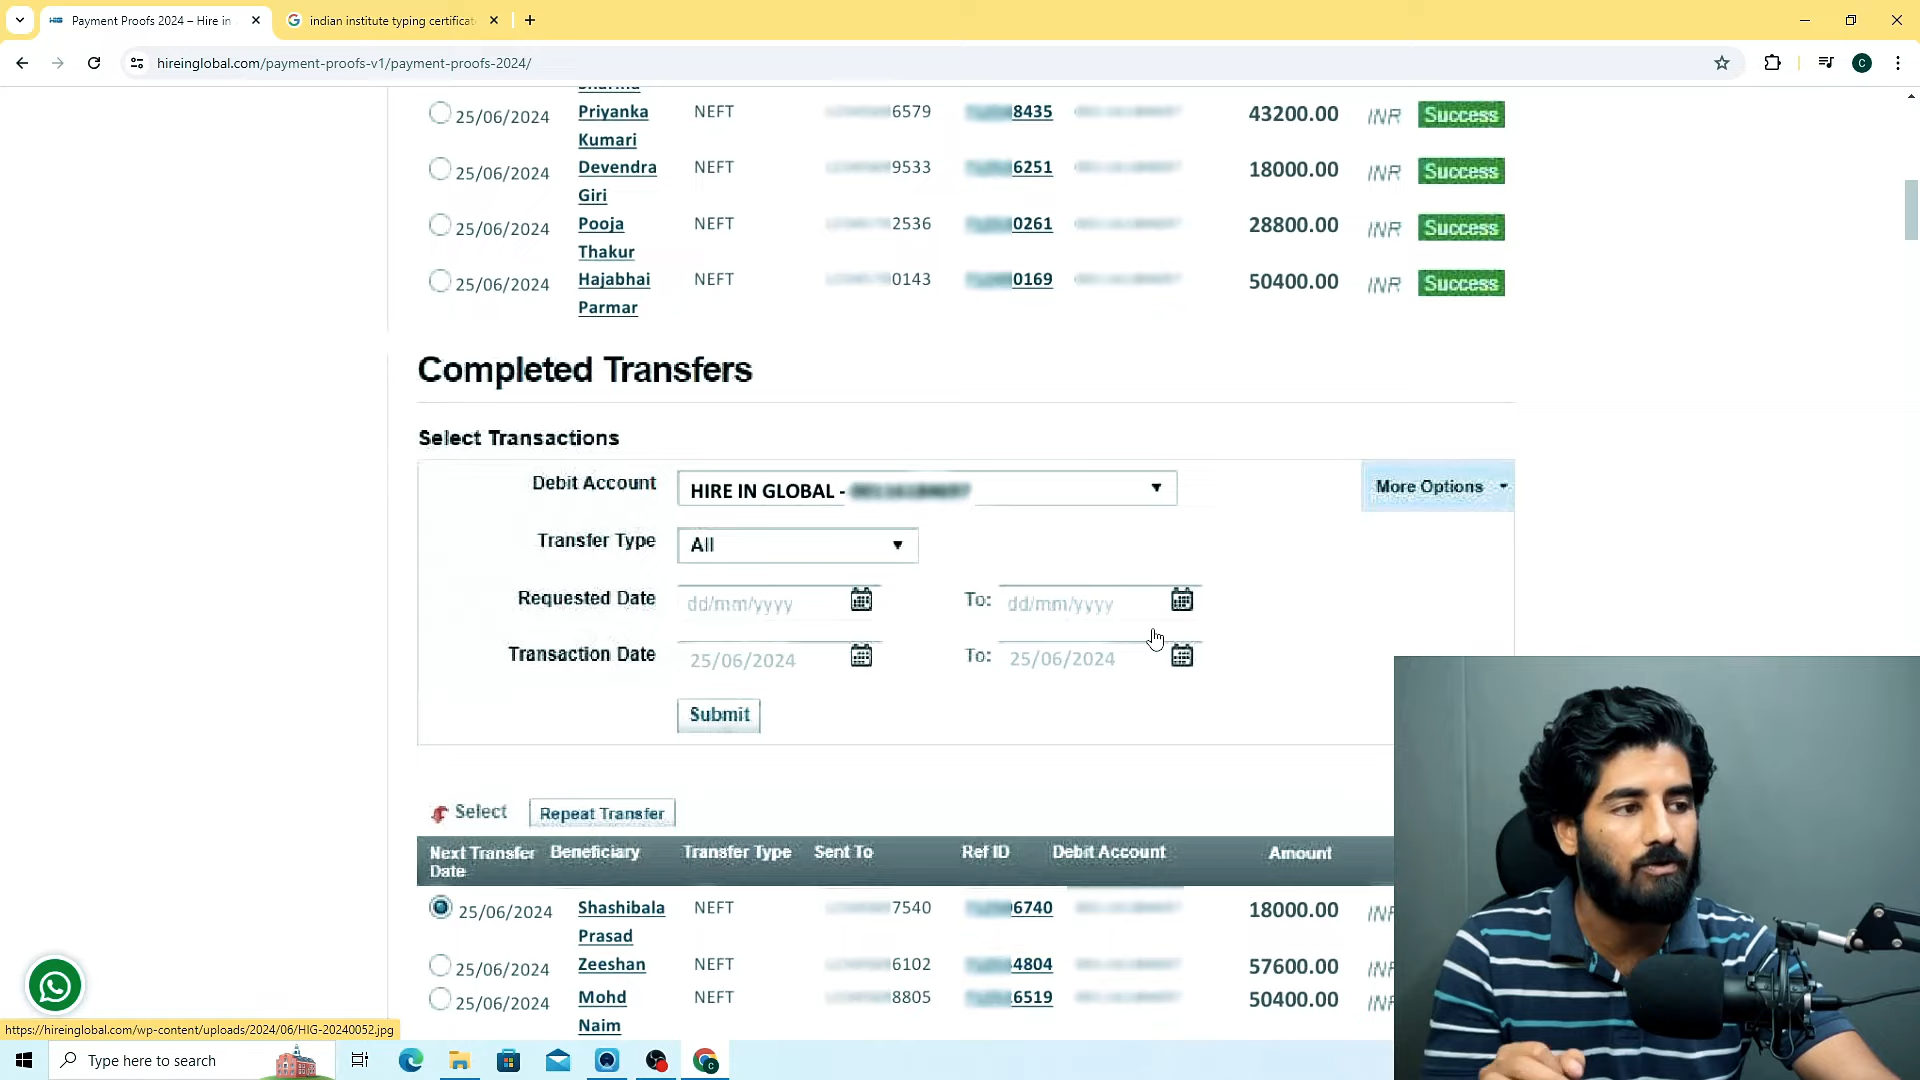 Payment Proofs 2024 – Hire in
indian institute typing certificat
hireinglobal.com/payment-proofs-v1/payment-proofs-2024/
C
25/06/2024 Priyanka NEFT 6579 8435 43200.00 INR Success
Kumari
25/06/2024 Devendra NEFT 9533 6251 18000.00 INR Success
Giri
25/06/2024 Pooja NEFT 2536 0261 28800.00 INR Success
Thakur
25/06/2024 Hajabhai NEFT 0143 0169 50400.00 INR Success
Parmar
Completed Transfers
Select Transactions
Debit Account HIRE IN GLOBAL - More Options
Transfer Type All
Requested Date dd/mm/yyyy To: dd/mm/yyyy
Transaction Date 25/06/2024 To: 25/06/2024
Submit
Select Repeat Transfer
Next Transfer Beneficiary Transfer Type Sent To Ref ID Debit Account Amount
Date
25/06/2024 Shashibala NEFT 7540 6740 18000.00 INR
Prasad
25/06/2024 Zeeshan NEFT 6102 4804 57600.00 INR
25/06/2024 Mohd NEFT 8805 6519 50400.00 INR
Naim
https://hireinglobal.com/wp-content/uploads/2024/06/HIG-20240052.jpg
Type here to search